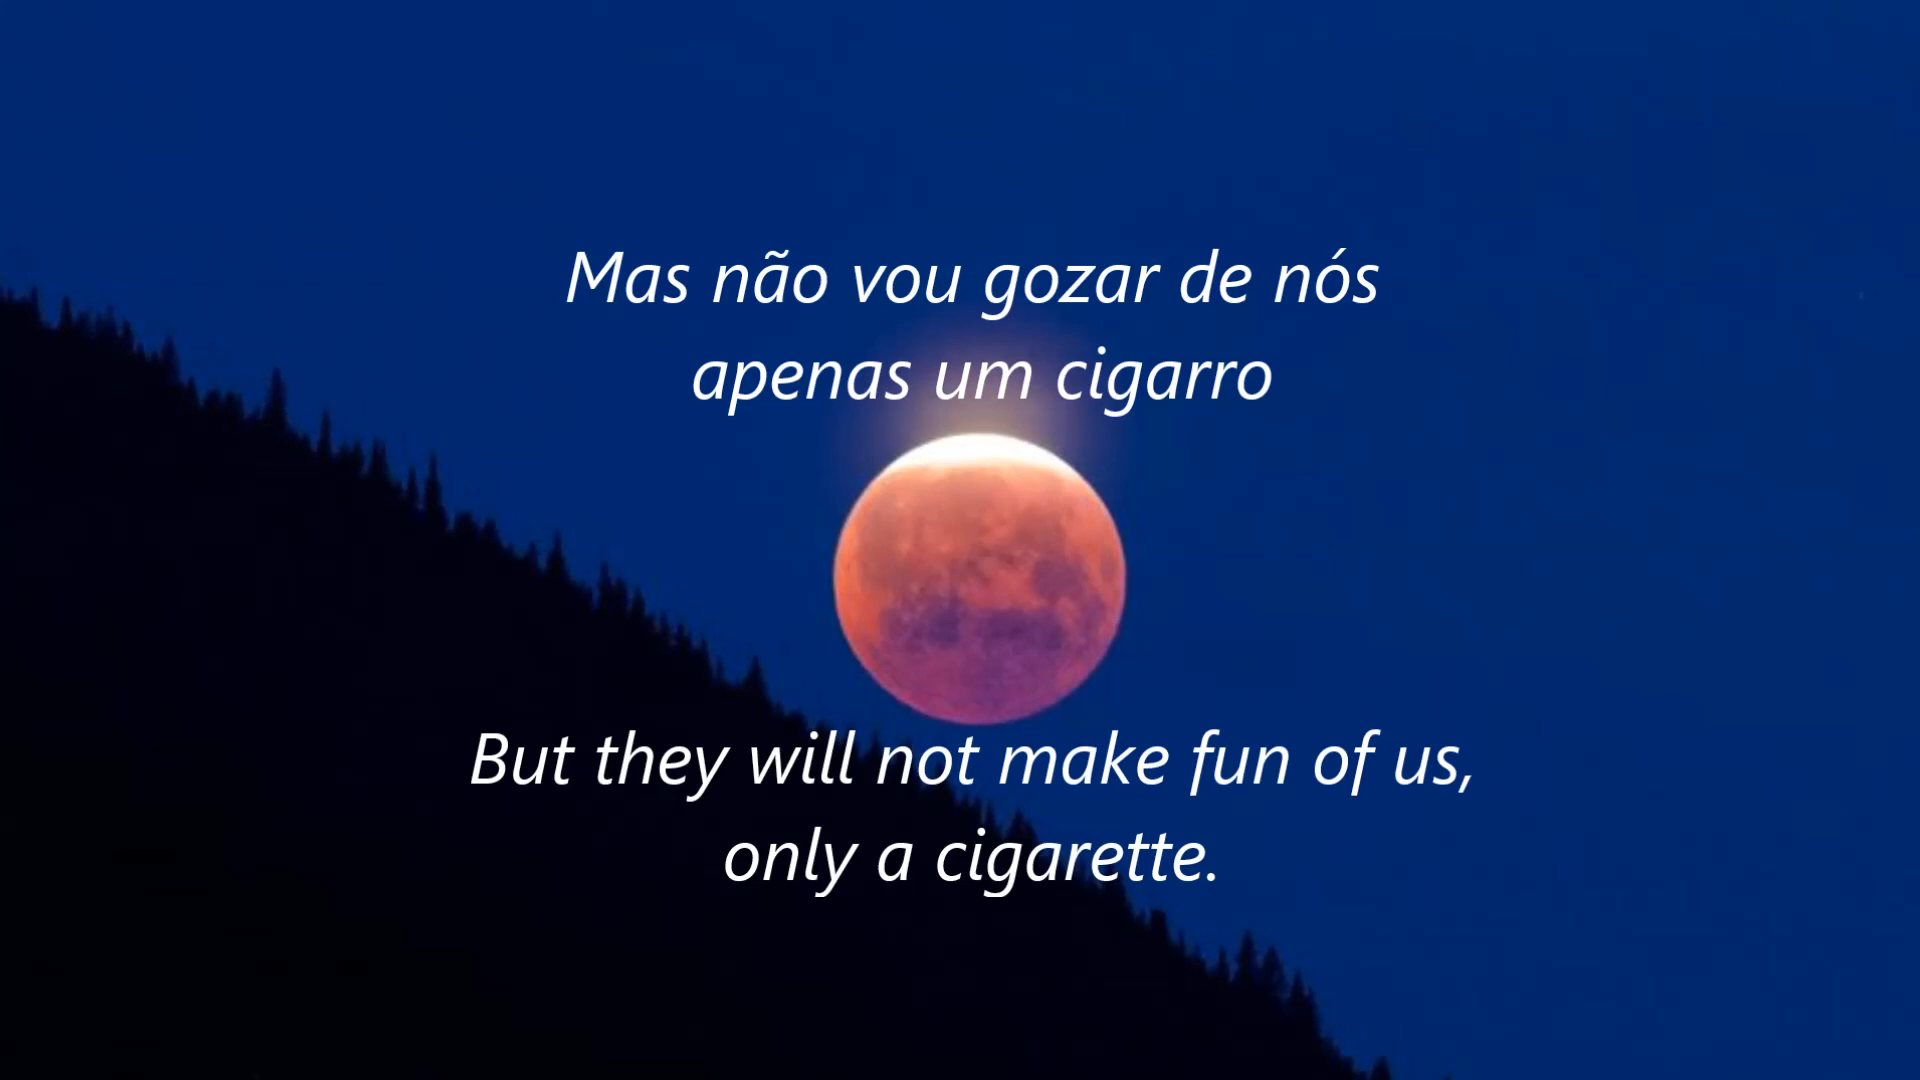 Mas não vou gozar de nós
apenas um cigarro
But they will not make fun of us,
only a cigarette.